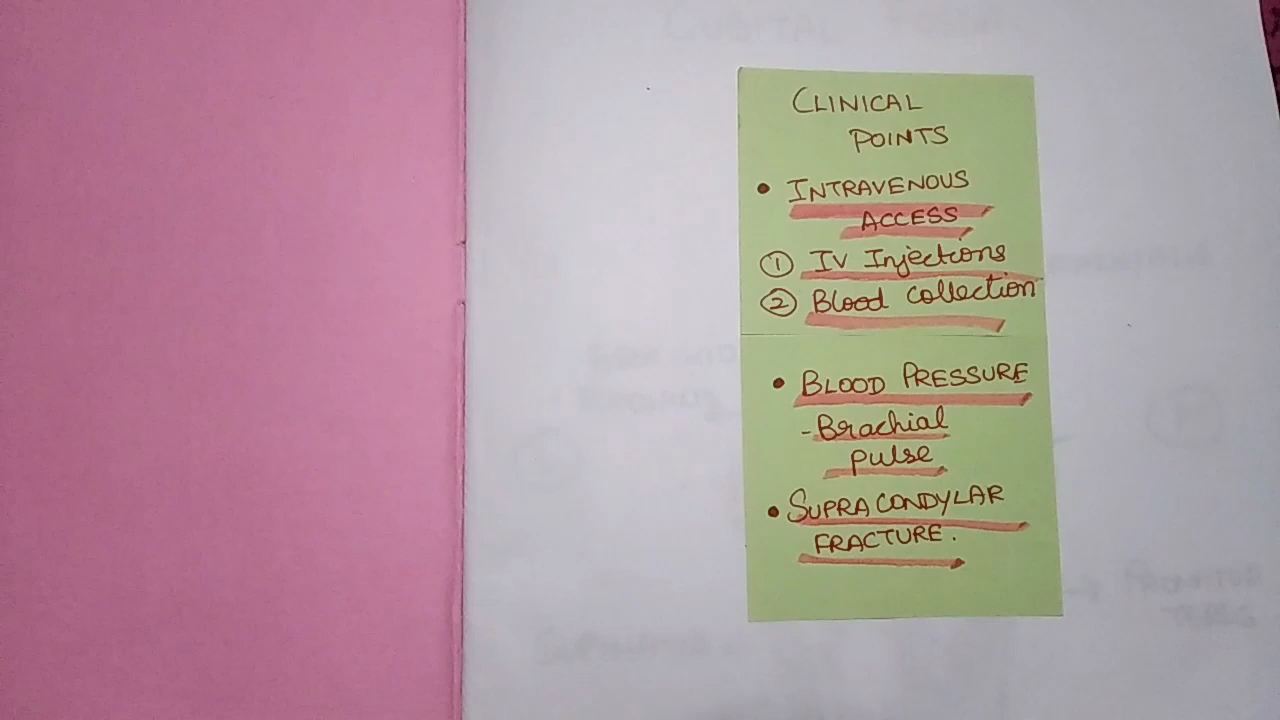 CLINICAL
POINTS
• INTRAVENOUS
ACCESS
① IV Injections
② Blood collection
• BLOOD PRESSURE
- Brachial
pulse
• SUPRACONDYLAR
FRACTURE.